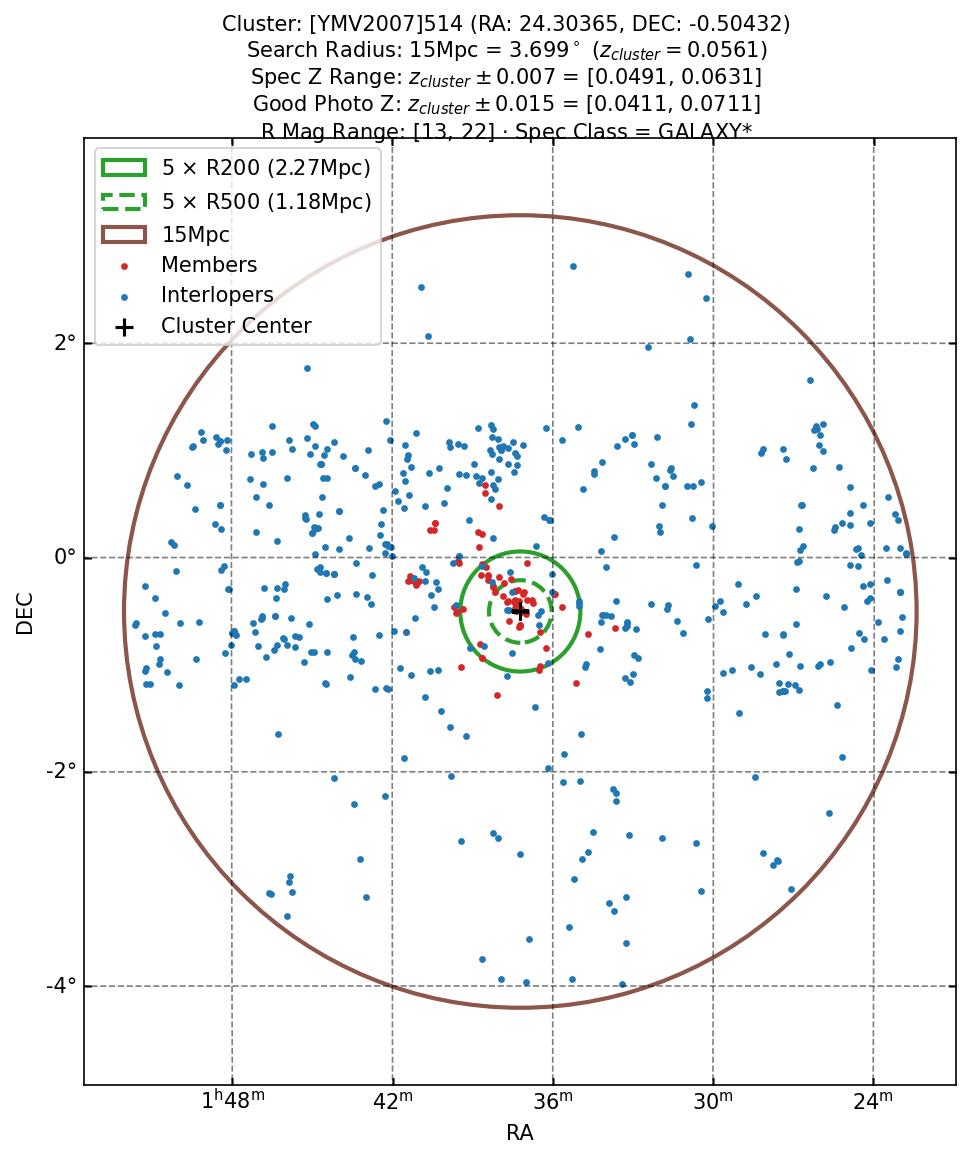 Cluster: [YMV2007]514 (RA: 24.30365, DEC: -0.50432)
Search Radius: 15Mpc = 3.699° (z_cluster = 0.0561)
Spec Z Range: z_cluster ± 0.007 = [0.0491, 0.0631]
Good Photo Z: z_cluster ± 0.015 = [0.0411, 0.0711]
R Mag Range: [13, 22] · Spec Class = GALAXY*
5 × R200 (2.27Mpc)
5 × R500 (1.18Mpc)
15Mpc
Members
Interlopers
Cluster Center
2°
0°
-2°
-4°
DEC
1ʰ48ᵐ 42ᵐ 36ᵐ 30ᵐ 24ᵐ
RA